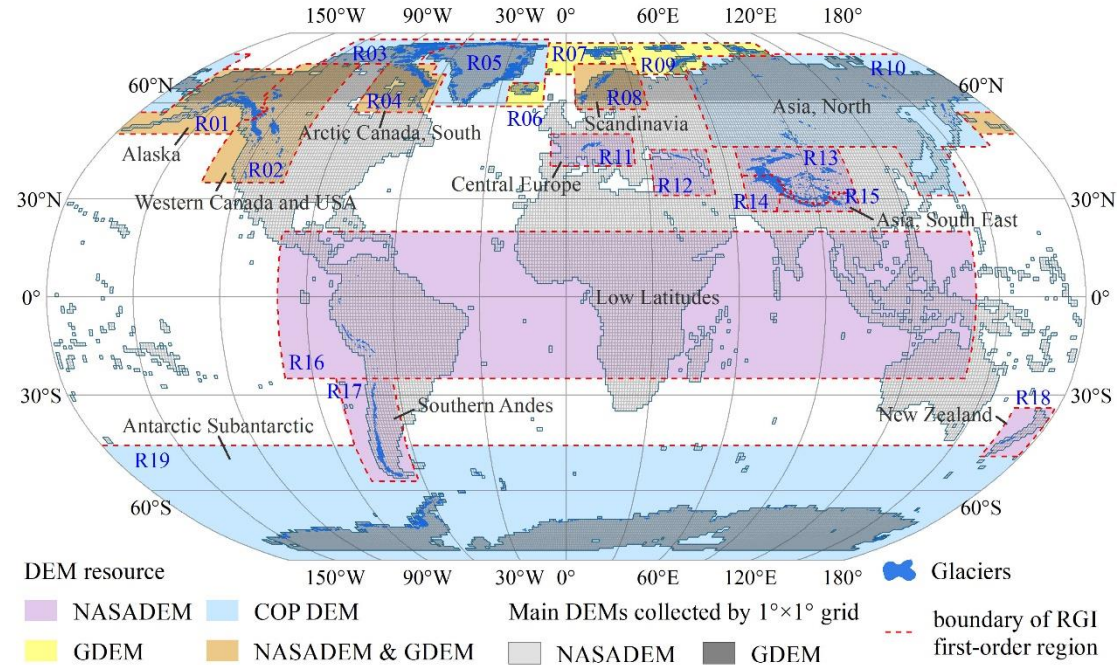 150°W 90°W 30°W 0° 60°E 120°E 180°
R03
R05
R07
R09
R10
60°N
60°N
R04
R08
Asia, North
R01
R06
Scandinavia
Arctic Canada, South
Alaska
R02
R11
R13
Central Europe
R12
Western Canada and USA
R14
R15
30°N
30°N
Asia, South East
0°
Low Latitudes
0°
R16
R17
30°S
Southern Andes
R18
30°S
New Zealand
Antarctic Subantarctic
R19
60°S
60°S
150°W 90°W 30°W 0° 60°E 120°E 180°
DEM resource
Glaciers
NASADEM
COP DEM
Main DEMs collected by 1°×1° grid
boundary of RGI
first-order region
GDEM
NASADEM & GDEM
NASADEM
GDEM